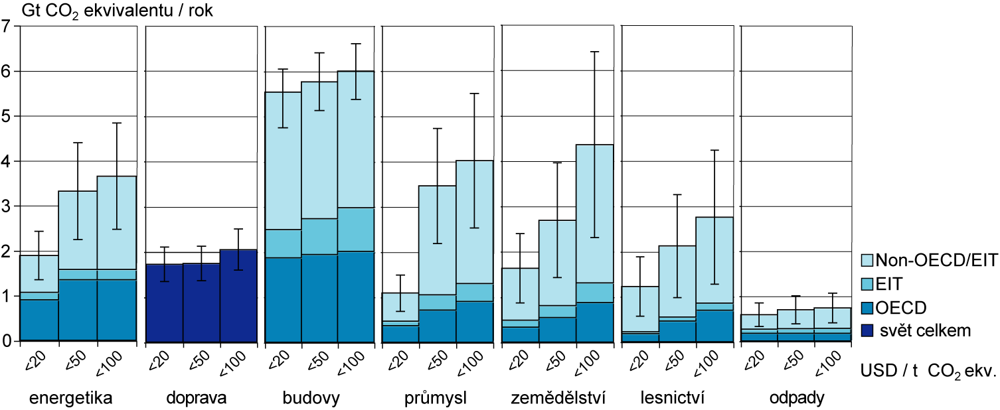 Gt CO2 ekvivalentu / rok
7
6
5
4
3
2
1
0
<20 <50 <100 <20 <50 <100 <20 <50 <100 <20 <50 <100 <20 <50 <100 <20 <50 <100 <20 <50 <100
energetika doprava budovy průmysl zemědělství lesnictví odpady
Non-OECD/EIT
EIT
OECD
svět celkem
USD / t CO2 ekv.